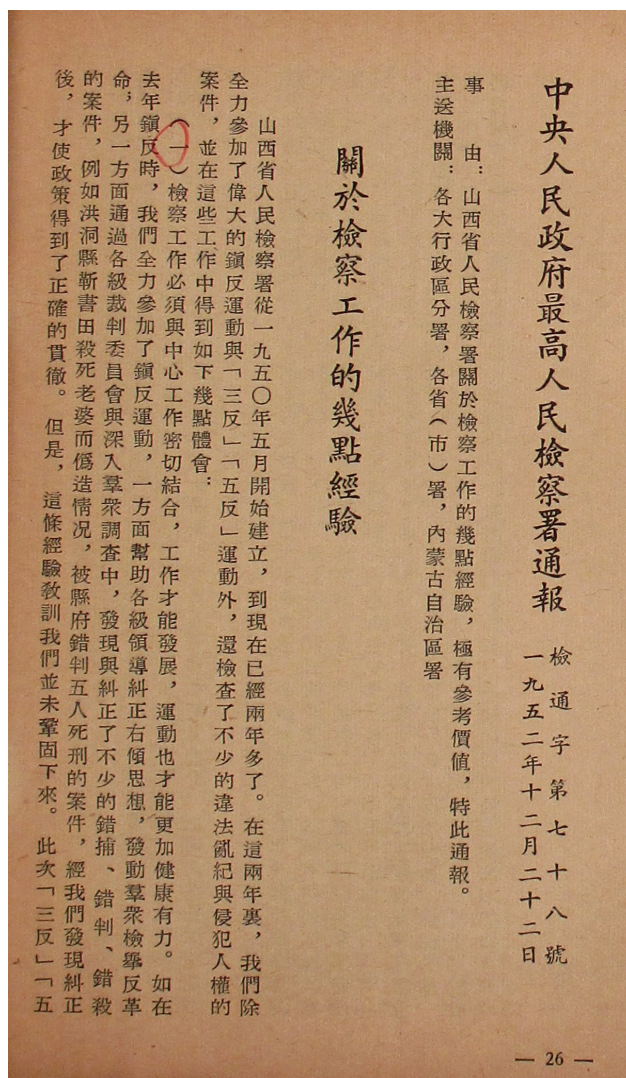 中央人民政府最高人民檢察署通報
檢通字第七十八號
一九五二年十二月二十二日
事　由：山西省人民檢察署關於檢察工作的幾點經驗，極有參考價値，特此通報。
主送機關：各大行政區分署，各省（市）署，內蒙古自治區署
關於檢察工作的幾點經驗
山西省人民檢察署從一九五〇年五月開始建立，到現在已經兩年多了。在這兩年裏，我們除
全力參加了偉大的鎭反運動與「三反」「五反」運動外，還檢查了不少的違法亂紀與侵犯人權的
案件，並在這些工作中得到如下幾點體會：
（一）檢察工作必須與中心工作密切結合，工作才能發展，運動也才能更加健康有力。如在
去年鎭反時，我們全力參加了鎭反運動，一方面幫助各級領導糾正右傾思想，發動羣衆檢舉反革
命，另一方面通過各級裁判委員會與深入羣衆調查中，發現與糾正了不少的錯捕、錯判、錯殺
的案件，例如洪洞縣靳書田殺死老婆而僞造情况，被縣府錯判五人死刑的案件，經我們發現糾正
後，才使政策得到了正確的貫徹。但是，這條經驗敎訓我們並未鞏固下來。此次「三反」「五
— 26 —